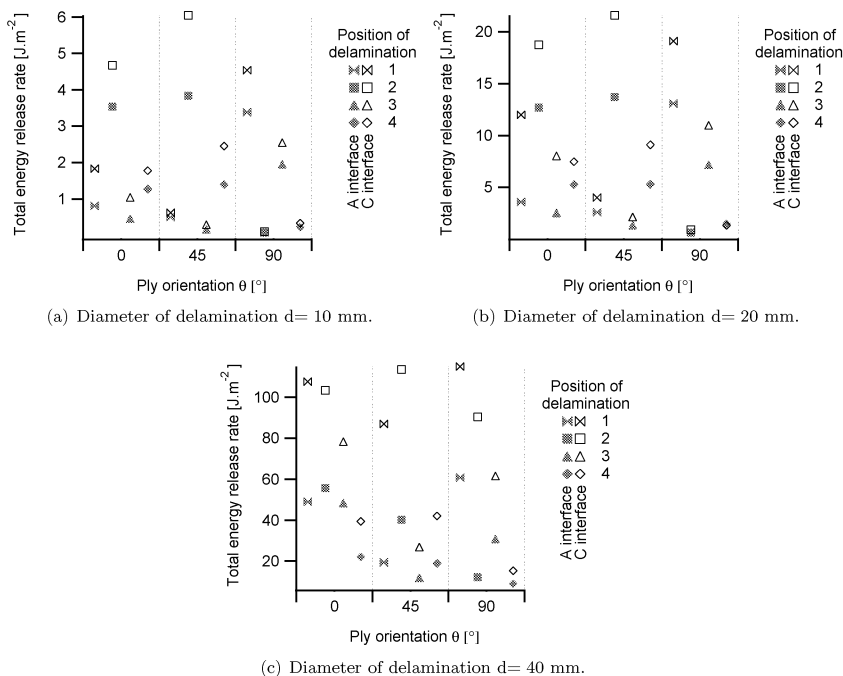 Total energy release rate [J.m-2]
6
5
4
3
2
1
0 45 90
Ply orientation θ [°]
Position of
delamination
1
2
3
4
A interface
C interface
(a) Diameter of delamination d= 10 mm.
Total energy release rate [J.m-2]
20
15
10
5
0 45 90
Ply orientation θ [°]
Position of
delamination
1
2
3
4
A interface
C interface
(b) Diameter of delamination d= 20 mm.
Total energy release rate [J.m-2]
100
80
60
40
20
0 45 90
Ply orientation θ [°]
Position of
delamination
1
2
3
4
A interface
C interface
(c) Diameter of delamination d= 40 mm.